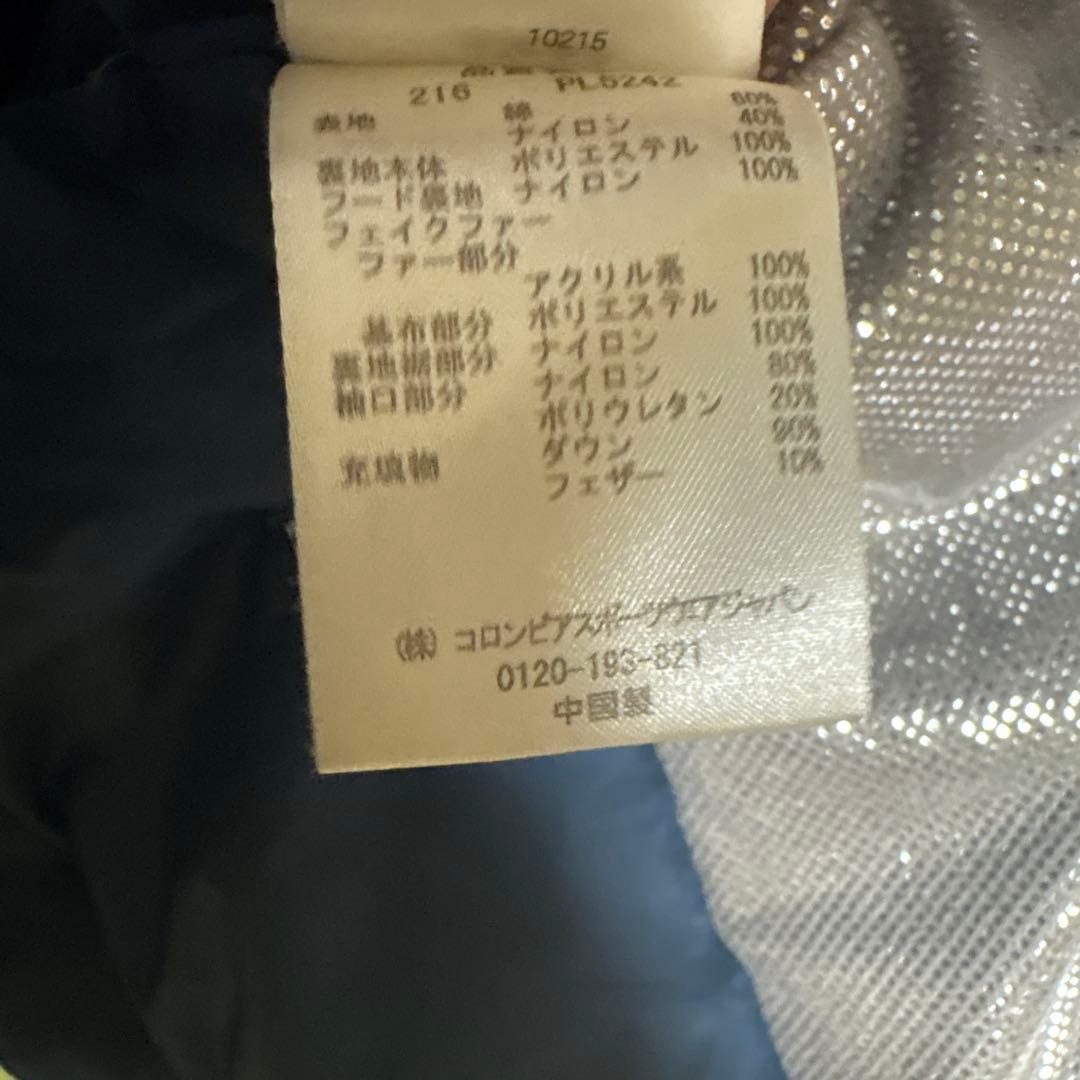 10215
216 PL5242
表地 綿 60%
ナイロン 40%
裏地本体 ポリエステル 100%
フード裏地 ナイロン 100%
フェイクファー
ファー部分 アクリル系 100%
基布部分 ポリエステル 100%
裏地裾部分 ナイロン 100%
袖口部分 ナイロン 80%
ポリウレタン 20%
充填物 ダウン 90%
フェザー 10%
(株) コロンビアスポーツウェアジャパン
0120-193-821
中国製